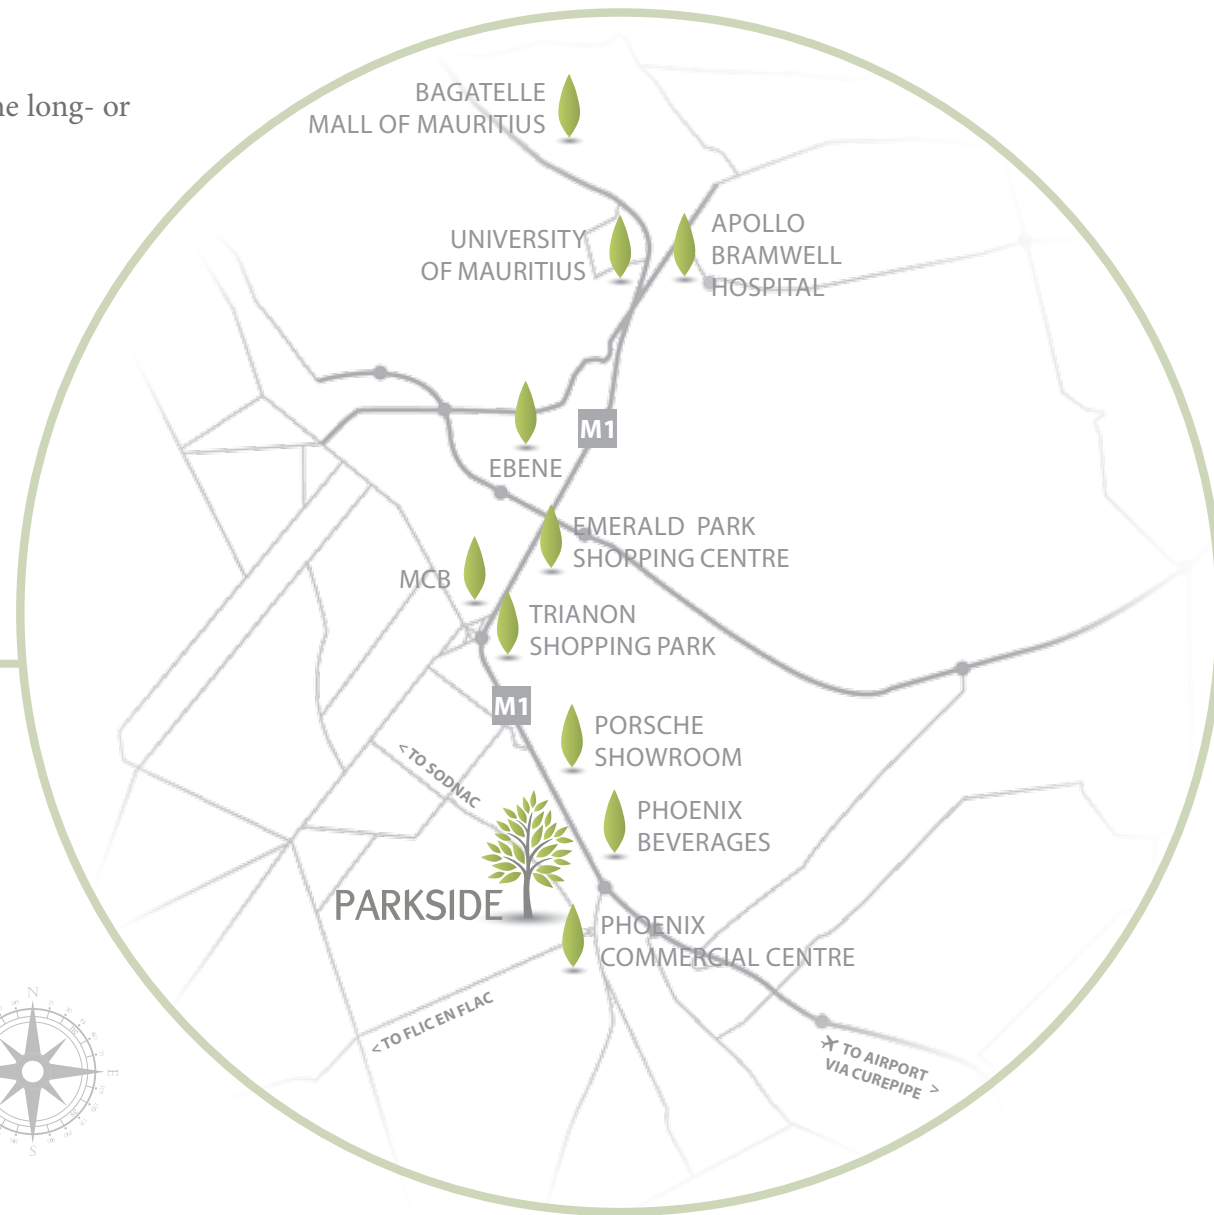 ne long- or
BAGATELLE
MALL OF MAURITIUS
UNIVERSITY
OF MAURITIUS
APOLLO
BRAMWELL
HOSPITAL
M1
EBENE
EMERALD PARK
SHOPPING CENTRE
MCB
TRIANON
SHOPPING PARK
M1
PORSCHE
SHOWROOM
< TO SODNAC
PHOENIX
BEVERAGES
PARKSIDE
PHOENIX
COMMERCIAL CENTRE
< TO FLIC EN FLAC
TO AIRPORT
VIA CUREPIPE >
N
E
S